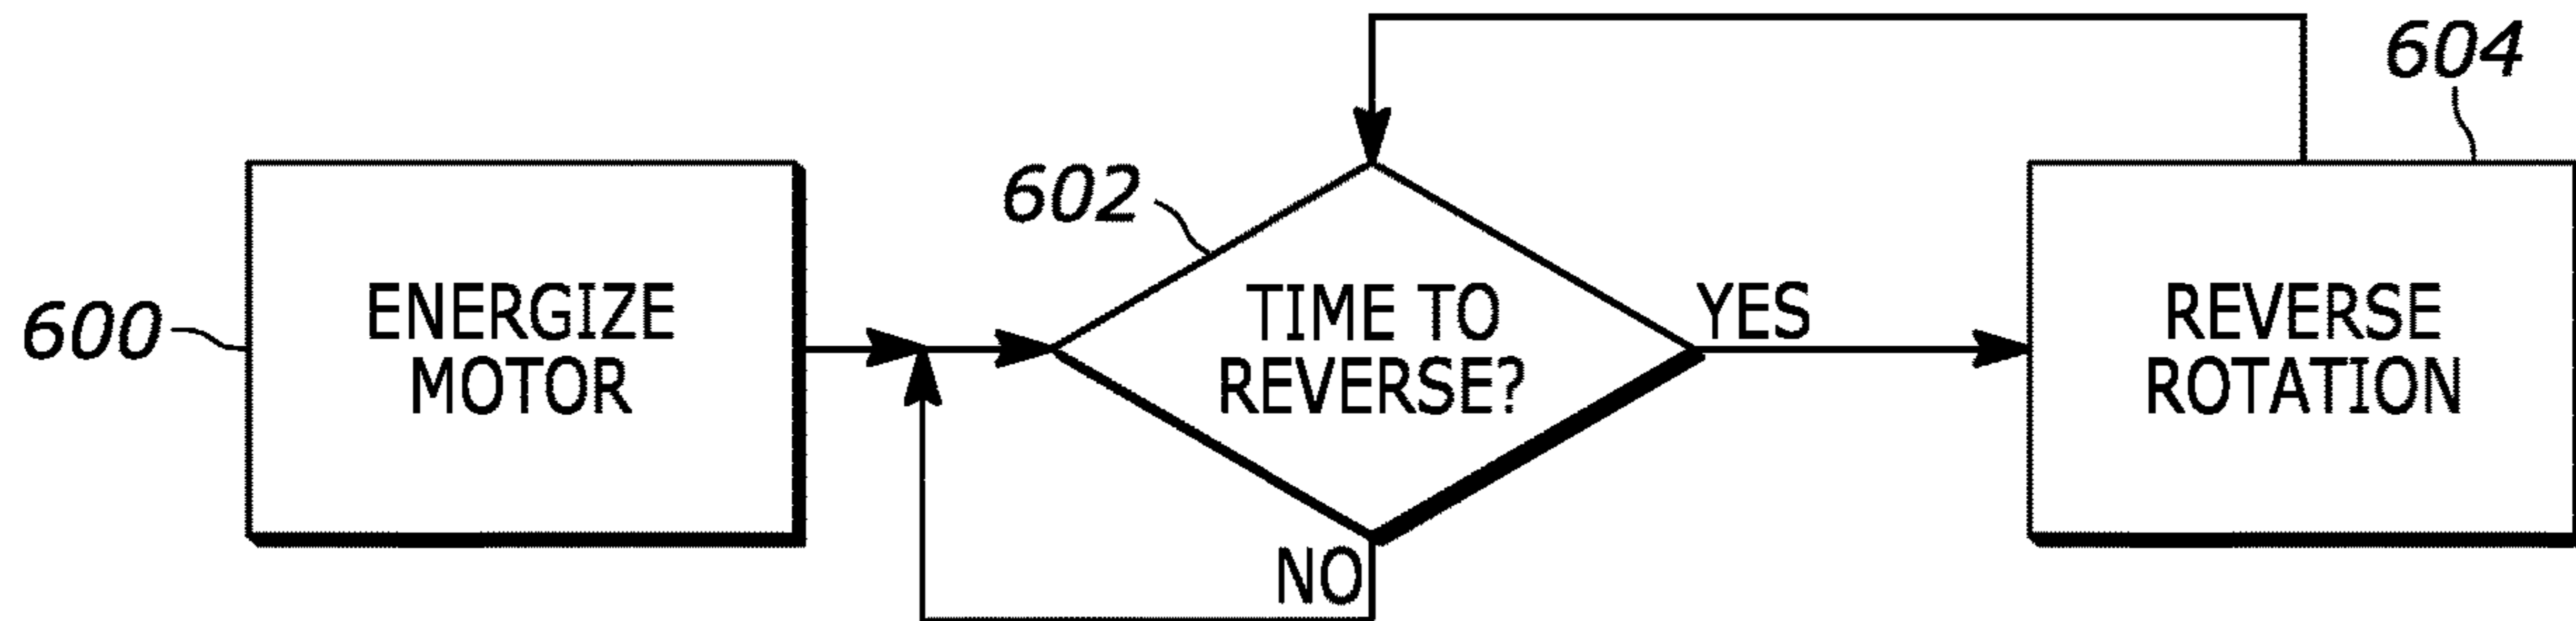 604
602
600
ENERGIZE
MOTOR
TIME TO
REVERSE?
YES
NO
REVERSE
ROTATION